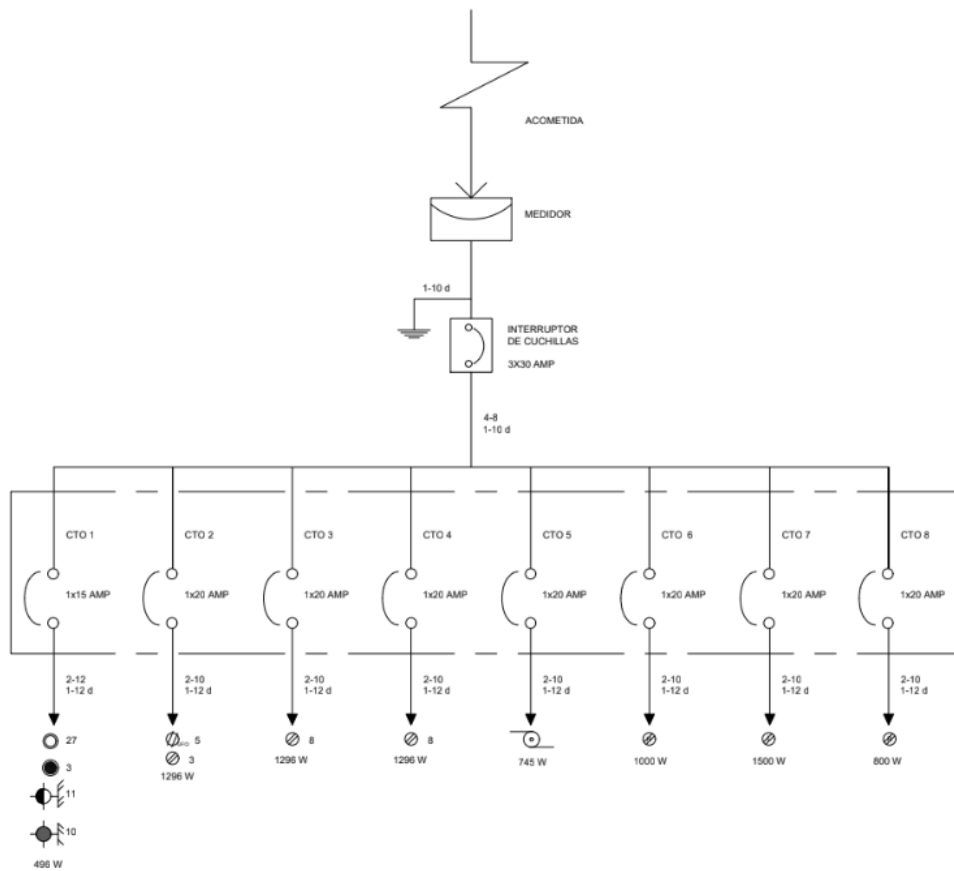 ACOMETIDA
MEDIDOR
1-10 d
INTERRUPTOR
DE CUCHILLAS
3X30 AMP
4-8
1-10 d
CTO 1
CTO 2
CTO 3
CTO 4
CTO 5
CTO 6
CTO 7
CTO 8
1x15 AMP
1x20 AMP
1x20 AMP
1x20 AMP
1x20 AMP
1x20 AMP
1x20 AMP
1x20 AMP
2-12
1-12 d
2-10
1-12 d
2-10
1-12 d
2-10
1-12 d
2-10
1-12 d
2-10
1-12 d
2-10
1-12 d
2-10
1-12 d
27
3
11
10
496 W
5
3
1296 W
8
1296 W
8
1296 W
745 W
1000 W
1500 W
800 W